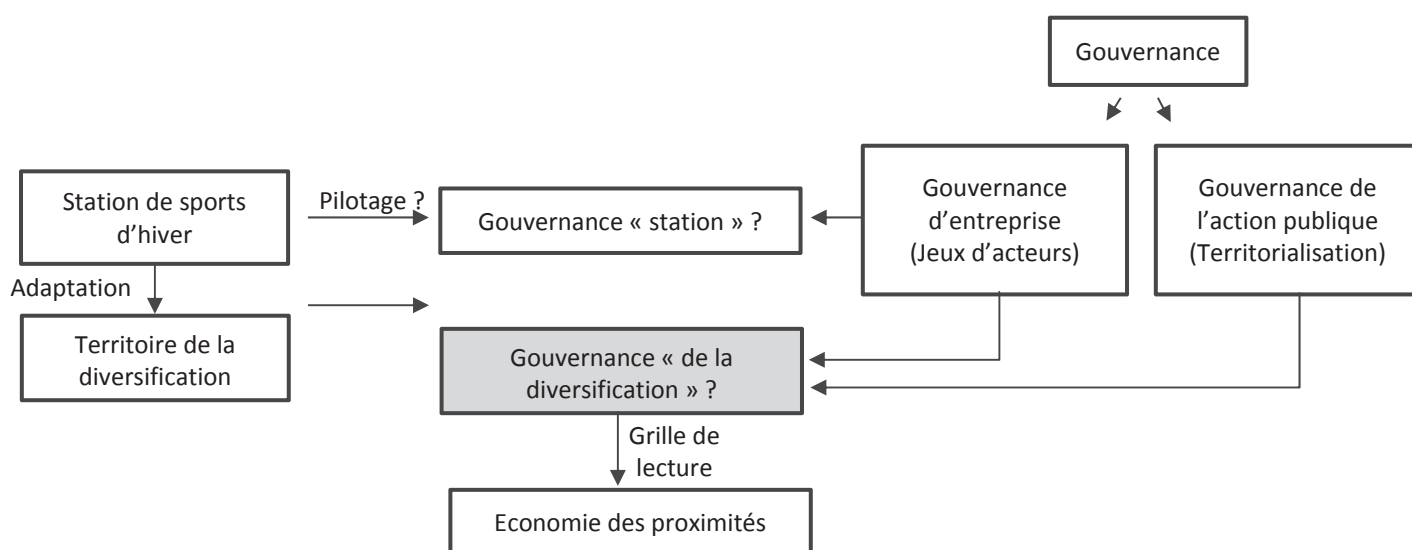 Gouvernance
Station de sports
d’hiver
Pilotage ?
Gouvernance « station » ?
Gouvernance
d’entreprise
(Jeux d’acteurs)
Gouvernance de
l’action publique
(Territorialisation)
Adaptation
Territoire de la
diversification
Gouvernance « de la
diversification » ?
Grille de
lecture
Economie des proximités